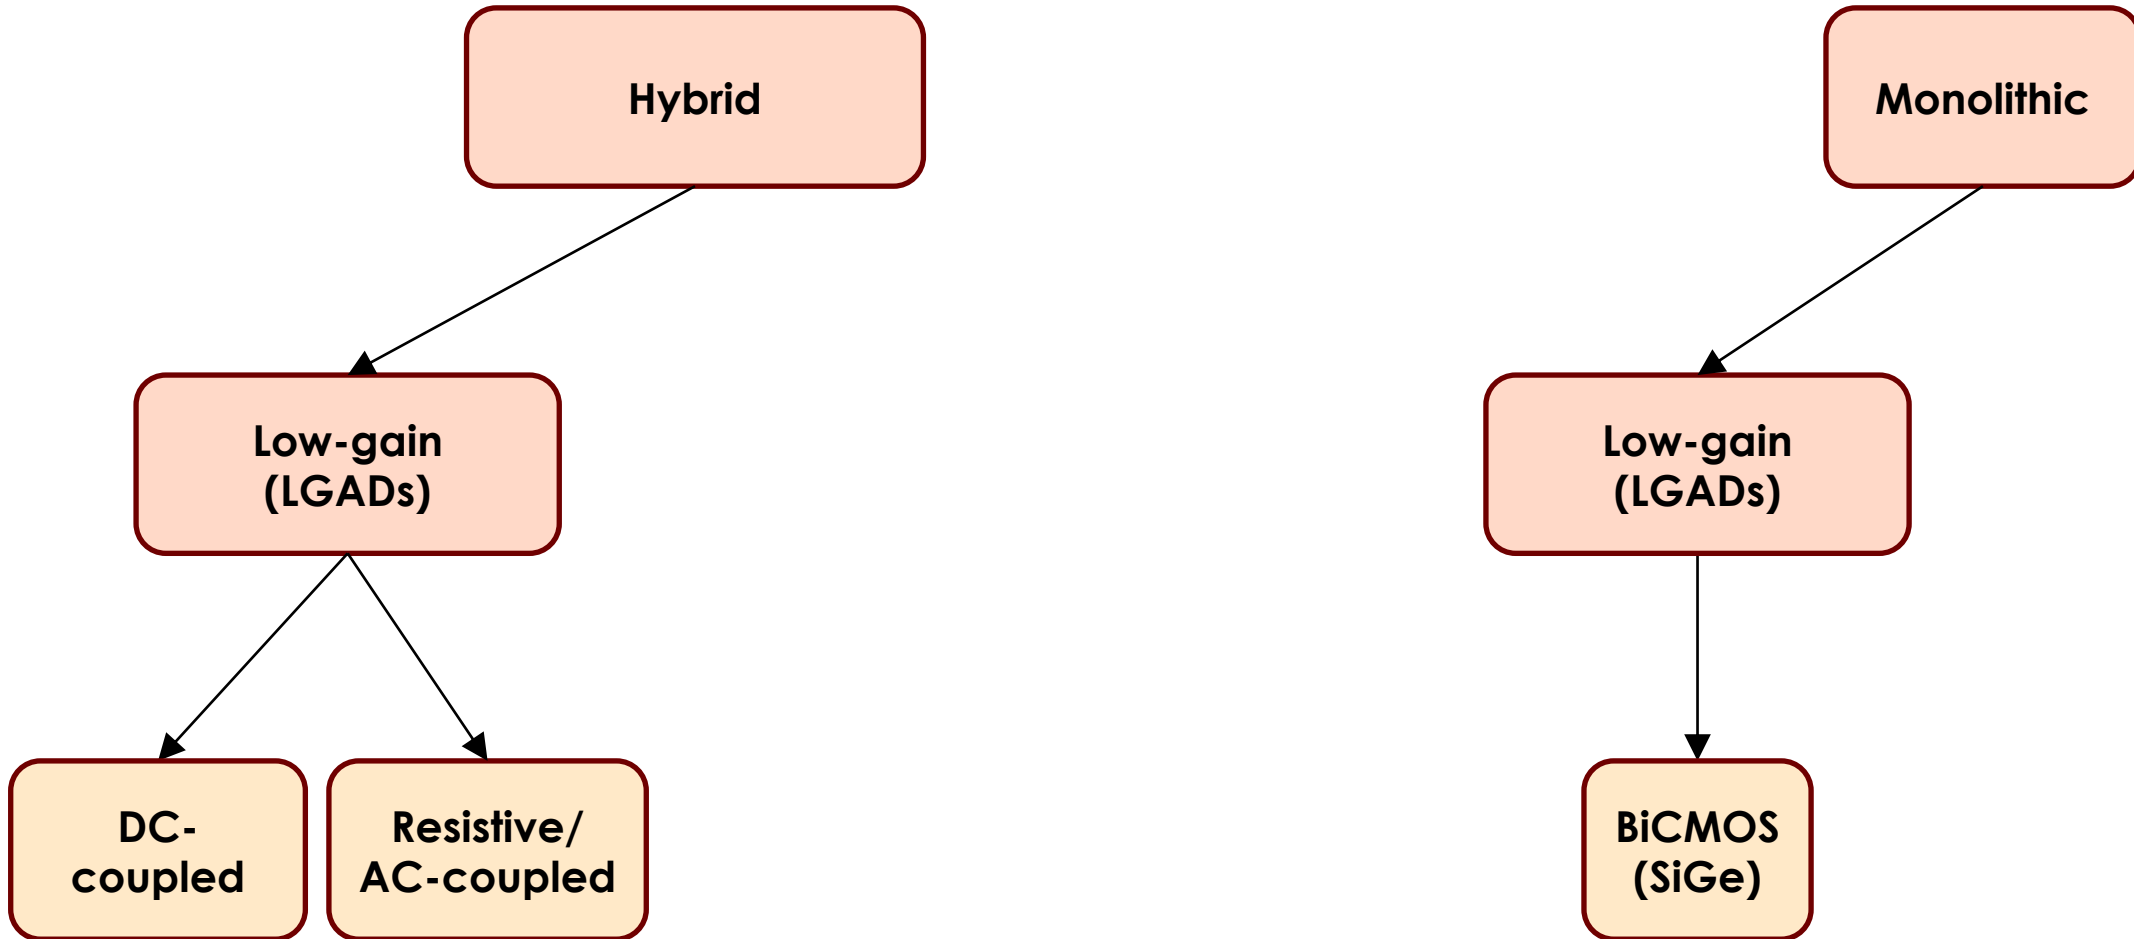 Hybrid
Monolithic
Low-gain
(LGADs)
Low-gain
(LGADs)
DC-
coupled
Resistive/
AC-coupled
BiCMOS
(SiGe)